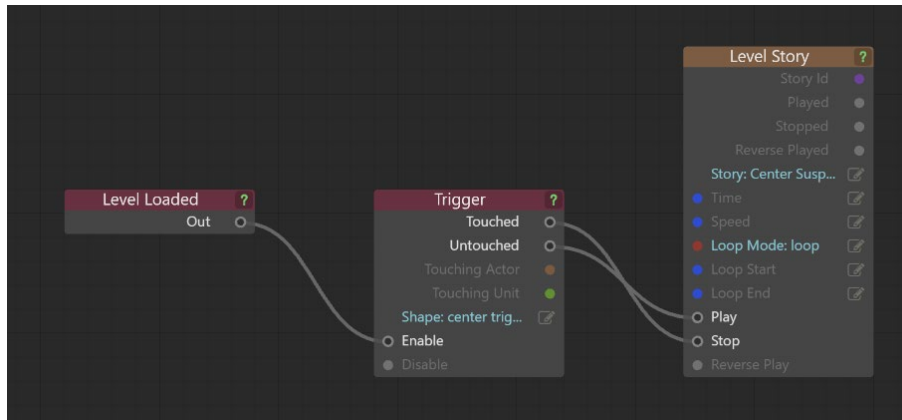 Level Loaded ?
Out
Trigger ?
Touched
Untouched
Touching Actor
Touching Unit
Shape: center trig...
Enable
Disable
Level Story ?
Story Id
Played
Stopped
Reverse Played
Story: Center Susp...
Time
Speed
Loop Mode: loop
Loop Start
Loop End
Play
Stop
Reverse Play